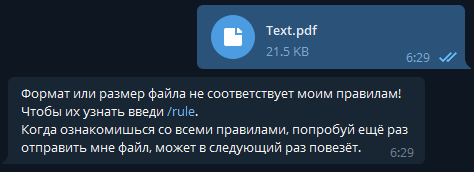 Text.pdf
21.5 KB
6:29
Формат или размер файла не соответствует моим правилам!
Чтобы их узнать введи /rule.
Когда ознакомишься со всеми правилами, попробуй ещё раз
отправить мне файл, может в следующий раз повезёт.
6:29